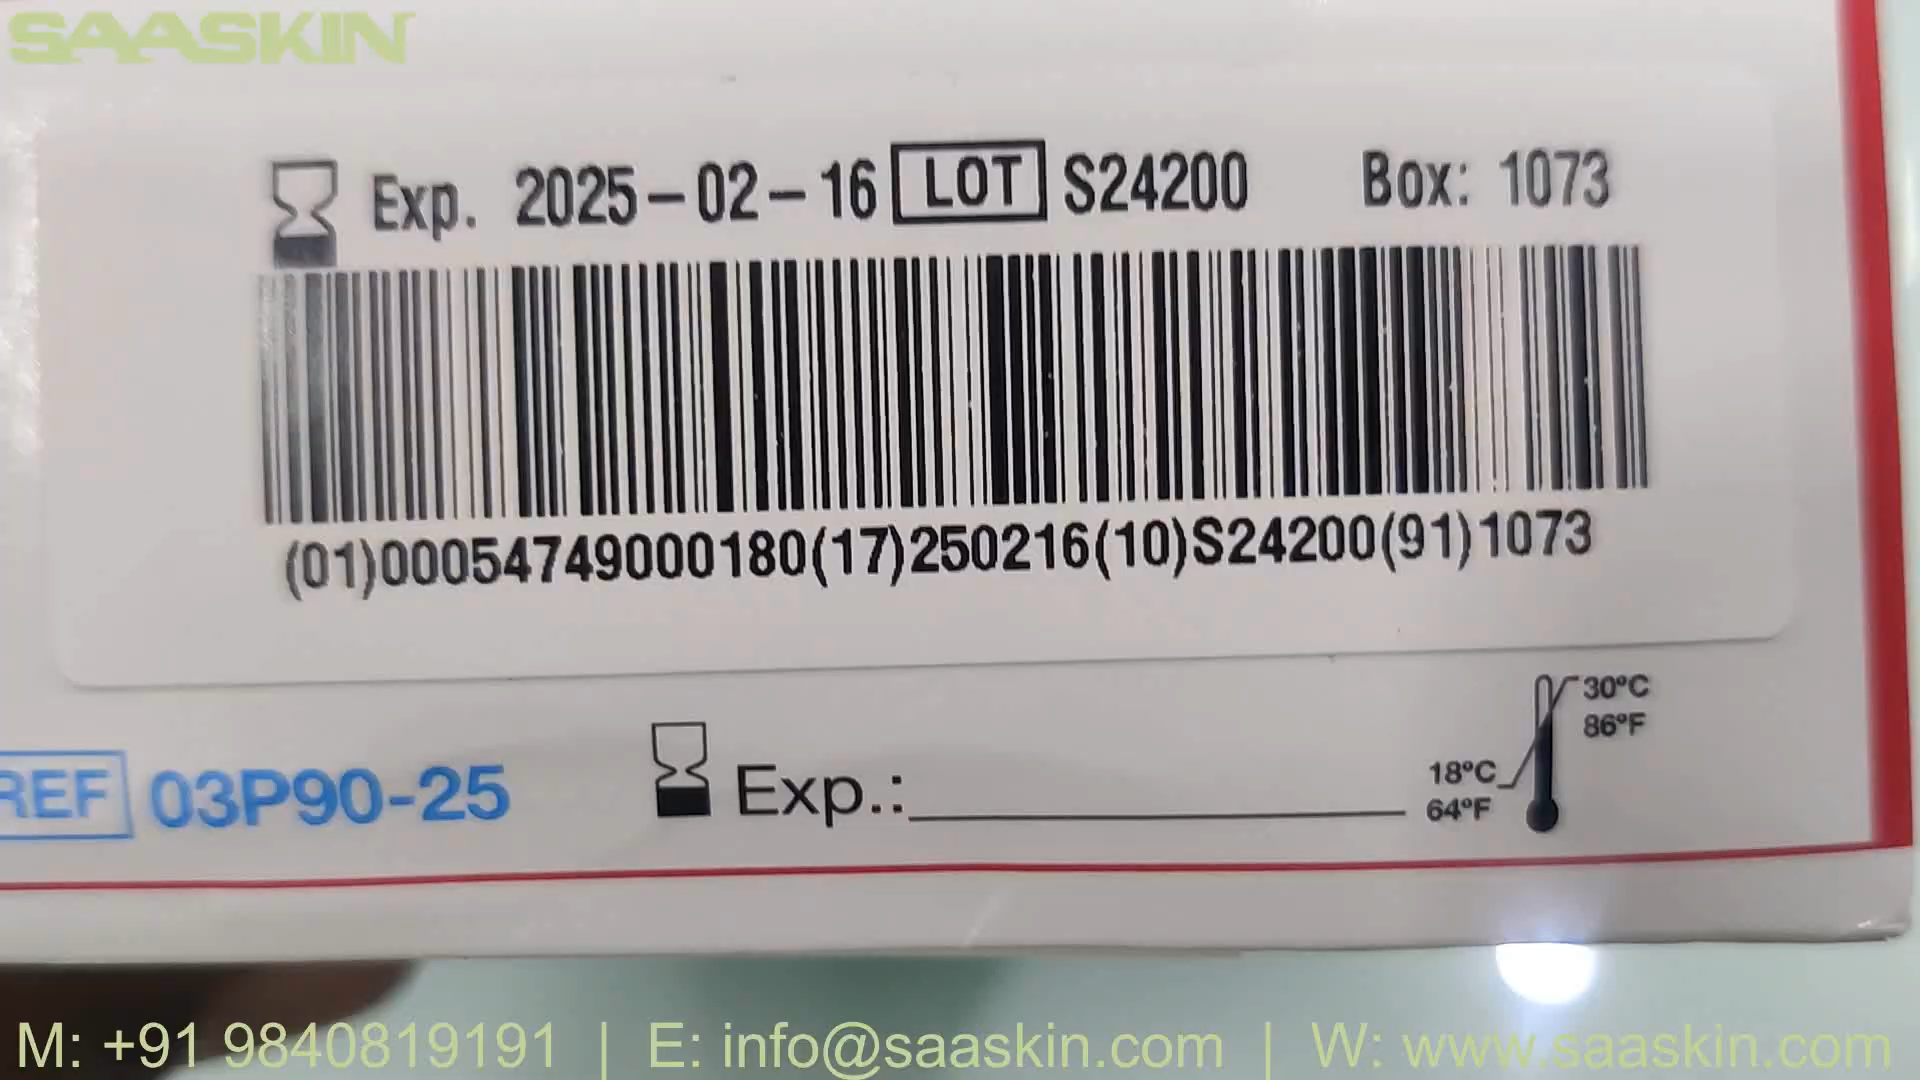 SAASKIN
Exp. 2025-02-16 LOT S24200 Box: 1073
(01)00054749000180(17)250216(10)S24200(91)1073
30°C
86°F
18°C
64°F
REF 03P90-25 Exp.:
M: +91 9840819191 | E: info@saaskin.com | W: www.saaskin.com